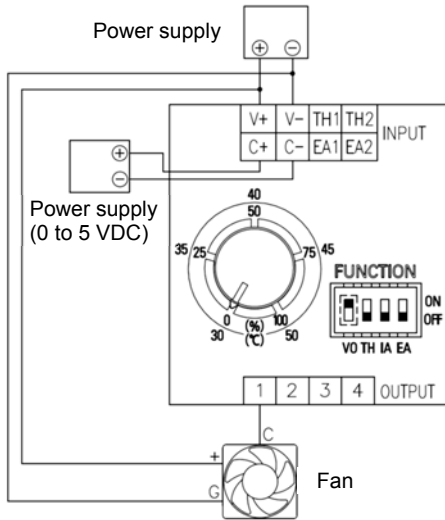 Power supply
+ −
V+ V- TH1 TH2
C+ C- EA1 EA2
INPUT
+
−
Power supply
(0 to 5 VDC)
40
50
35 25 75 45
0 100
30 (%) 50
(℃)
FUNCTION
ON
OFF
VO TH IA EA
1 2 3 4 OUTPUT
C
+
G
Fan